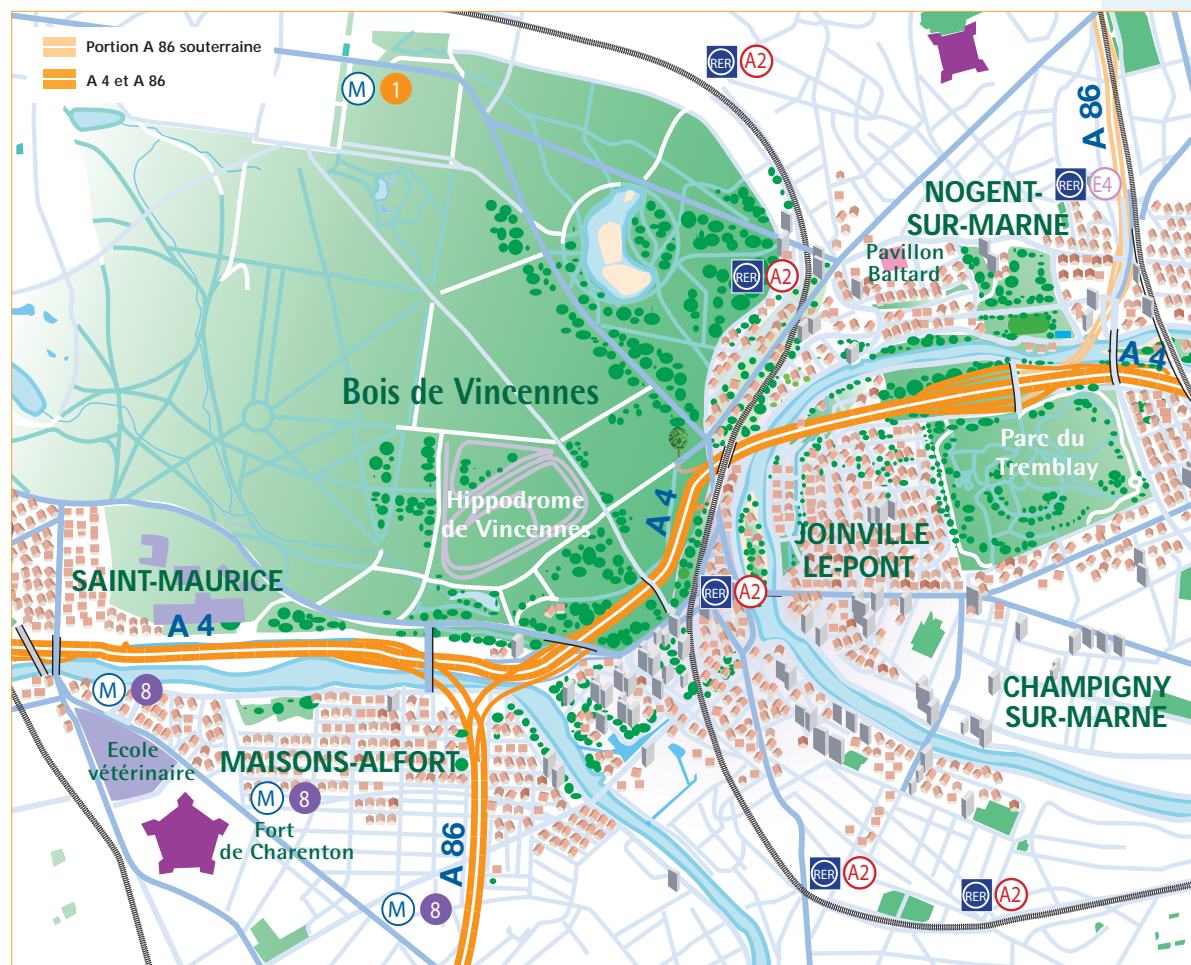 Portion A 86 souterraine
A 4 et A 86
RER A2
M 1
A 86
RER E4
NOGENT-
SUR-MARNE
Pavillon
Baltard
RER A2
A 4
Bois de Vincennes
Parc du
Tremblay
Hippodrome
de Vincennes
A 4
JOINVILLE
LE-PONT
SAINT-MAURICE
RER A2
A 4
M 8
CHAMPIGNY
SUR-MARNE
Ecole
vétérinaire
MAISONS-ALFORT
M 8
Fort
de Charenton
A 86
RER A2
RER A2
M 8